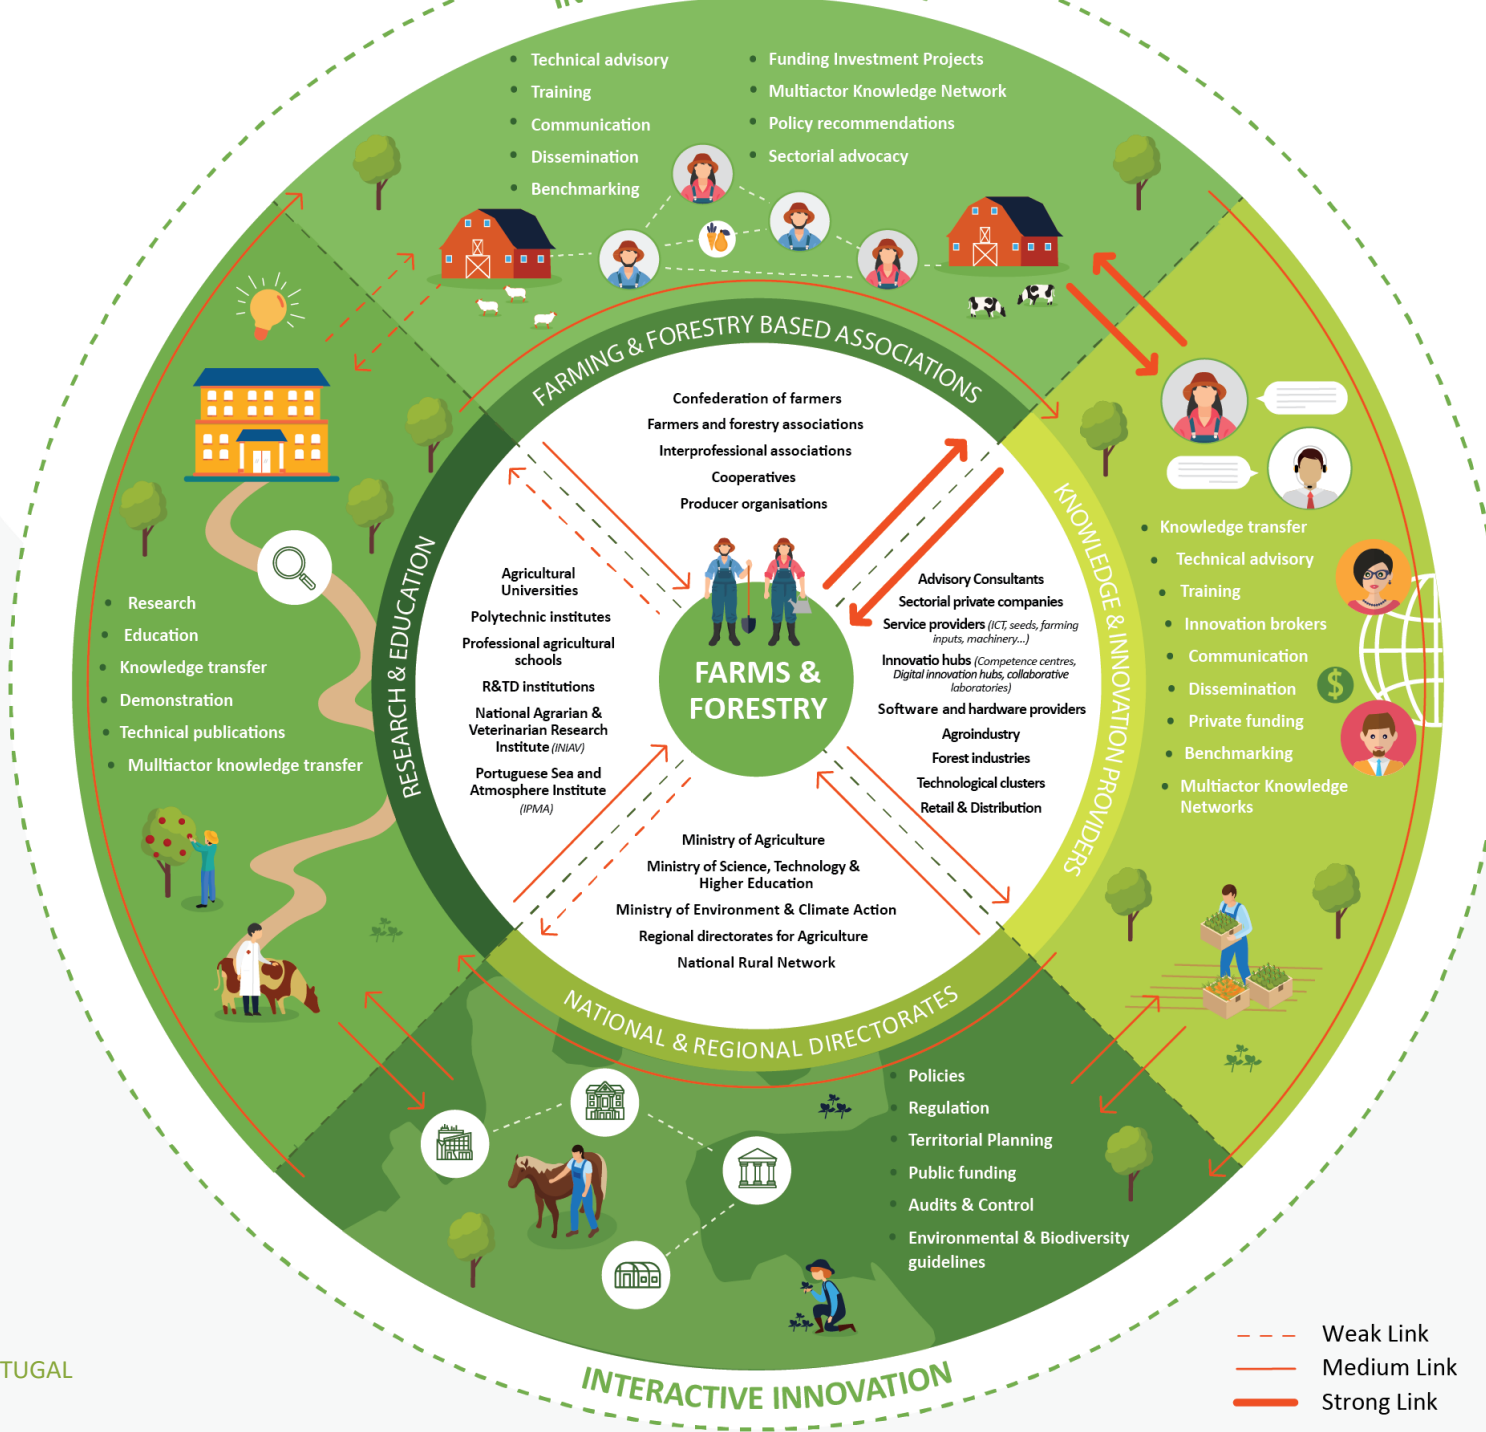 Technical advisory
Training
Communication
Dissemination
Benchmarking
Funding Investment Projects
Multiactor Knowledge Network
Policy recommendations
Sectorial advocacy
FARMING & FORESTRY BASED ASSOCIATIONS
Confederation of farmers
Farmers and forestry associations
Interprofessional associations
Cooperatives
Producer organisations
RESEARCH & EDUCATION
Research
Education
Knowledge transfer
Demonstration
Technical publications
Mulltiactor knowledge transfer
Agricultural
Universities
Polytechnic institutes
Professional agricultural
schools
R&TD institutions
National Agrarian &
Veterinarian Research
Institute (INIAV)
Portuguese Sea and
Atmosphere Institute
(IPMA)
FARMS &
FORESTRY
Advisory Consultants
Sectorial private companies
Service providers (ICT, seeds, farming
inputs, machinery...)
Innovatio hubs (Competence centres,
Digital innovation hubs, collaborative
laboratories)
Software and hardware providers
Agroindustry
Forest industries
Technological clusters
Retail & Distribution
KNOWLEDGE & INNOVATION PROVIDERS
Knowledge transfer
Technical advisory
Training
Innovation brokers
Communication
Dissemination
$
Private funding
Benchmarking
Multiactor Knowledge
Networks
Ministry of Agriculture
Ministry of Science, Technology &
Higher Education
Ministry of Environment & Climate Action
Regional directorates for Agriculture
National Rural Network
NATIONAL & REGIONAL DIRECTORATES
Policies
Regulation
Territorial Planning
Public funding
Audits & Control
Environmental & Biodiversity
guidelines
INTERACTIVE INNOVATION
TUGAL
Weak Link
Medium Link
Strong Link